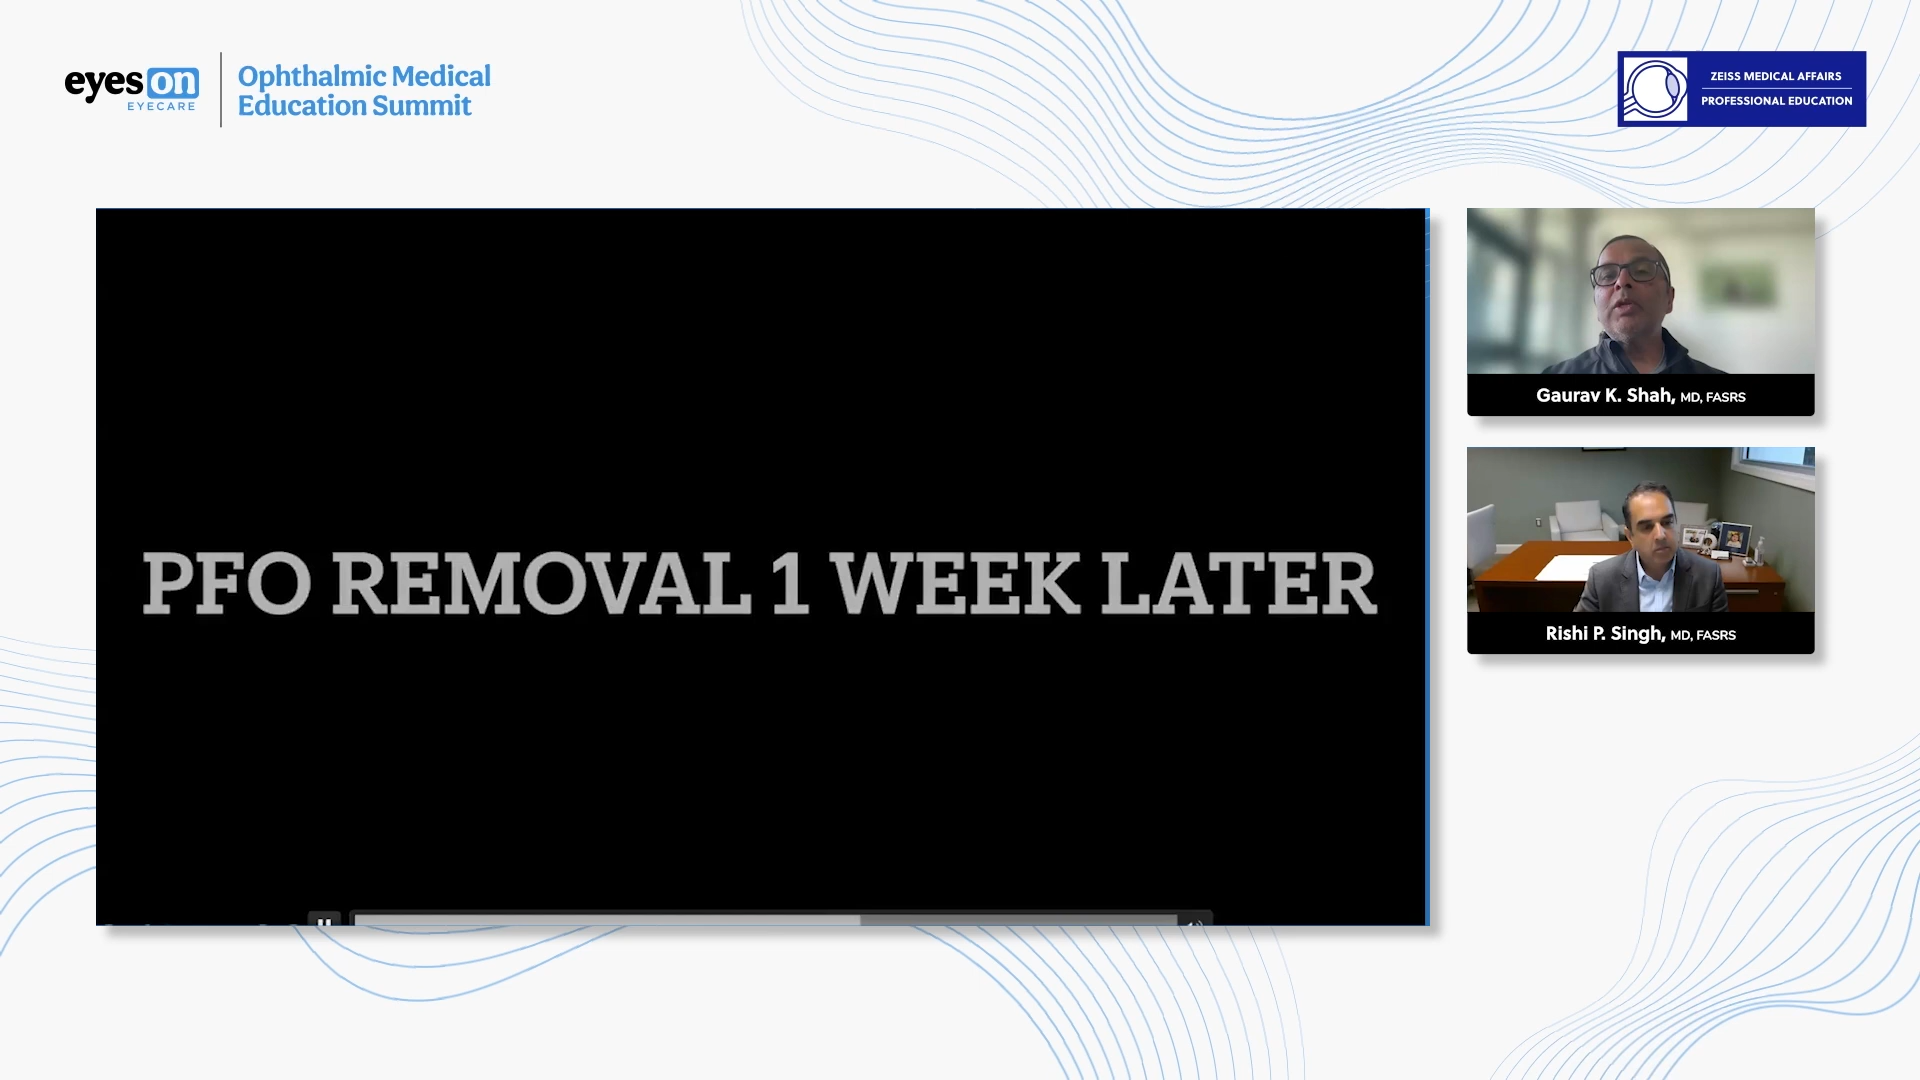 eyes on
EYECARE
Ophthalmic Medical
Education Summit
ZEISS MEDICAL AFFAIRS
PROFESSIONAL EDUCATION
PFO REMOVAL 1 WEEK LATER
Gaurav K. Shah, MD, FASRS
Rishi P. Singh, MD, FASRS